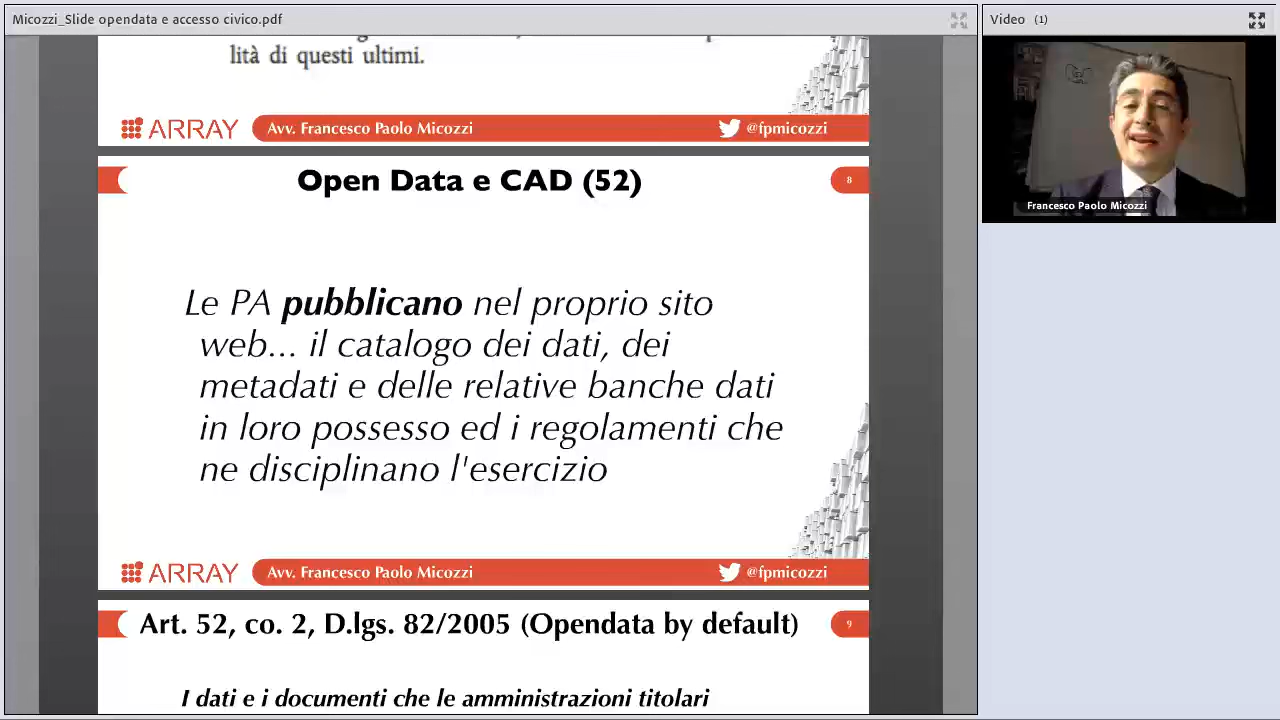 Micozzi_Slide opendata e accesso civico.pdf
Video (1)
lità di questi ultimi.
ARRAY Avv. Francesco Paolo Micozzi @fpmicozzi
Open Data e CAD (52)
8
Le PA pubblicano nel proprio sito
web... il catalogo dei dati, dei
metadati e delle relative banche dati
in loro possesso ed i regolamenti che
ne disciplinano l'esercizio
ARRAY Avv. Francesco Paolo Micozzi @fpmicozzi
Art. 52, co. 2, D.lgs. 82/2005 (Opendata by default)
9
I dati e i documenti che le amministrazioni titolari
Francesco Paolo Micozzi